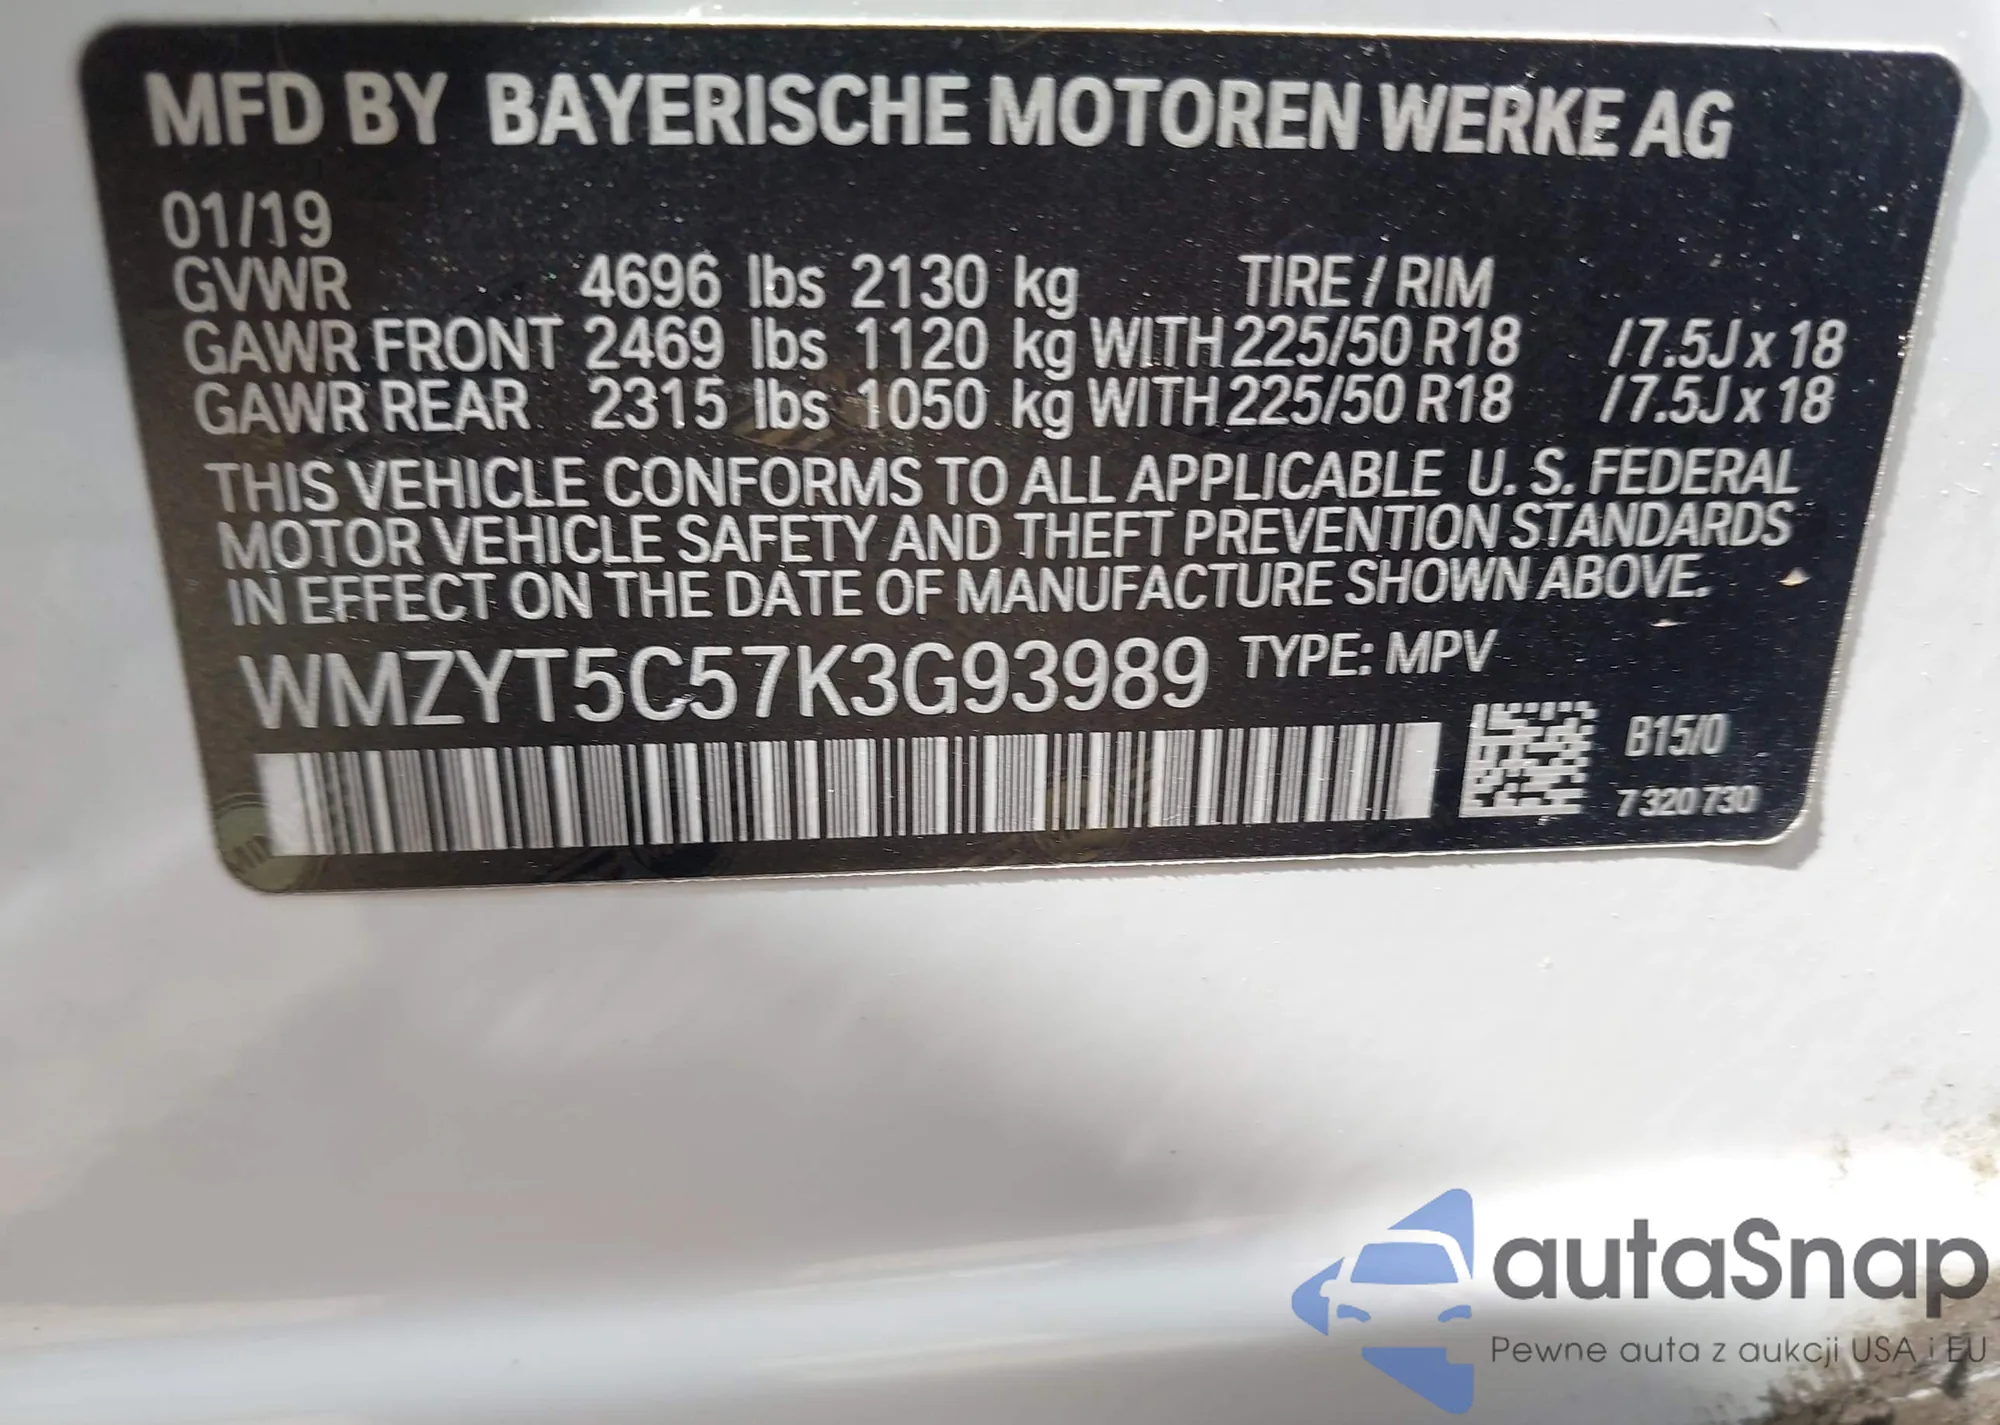 MFD BY BAYERISCHE MOTOREN WERKE AG
01/19
GVWR 4696 lbs 2130 kg TIRE / RIM
GAWR FRONT 2469 lbs 1120 kg WITH 225/50 R18 /7.5J x 18
GAWR REAR 2315 lbs 1050 kg WITH 225/50 R18 /7.5J x 18
THIS VEHICLE CONFORMS TO ALL APPLICABLE U. S. FEDERAL
MOTOR VEHICLE SAFETY AND THEFT PREVENTION STANDARDS
IN EFFECT ON THE DATE OF MANUFACTURE SHOWN ABOVE.
WMZYT5C57K3G93989 TYPE: MPV
B15/0
7 320 730
autaSnap
Pewne auta z aukcji USA i EU